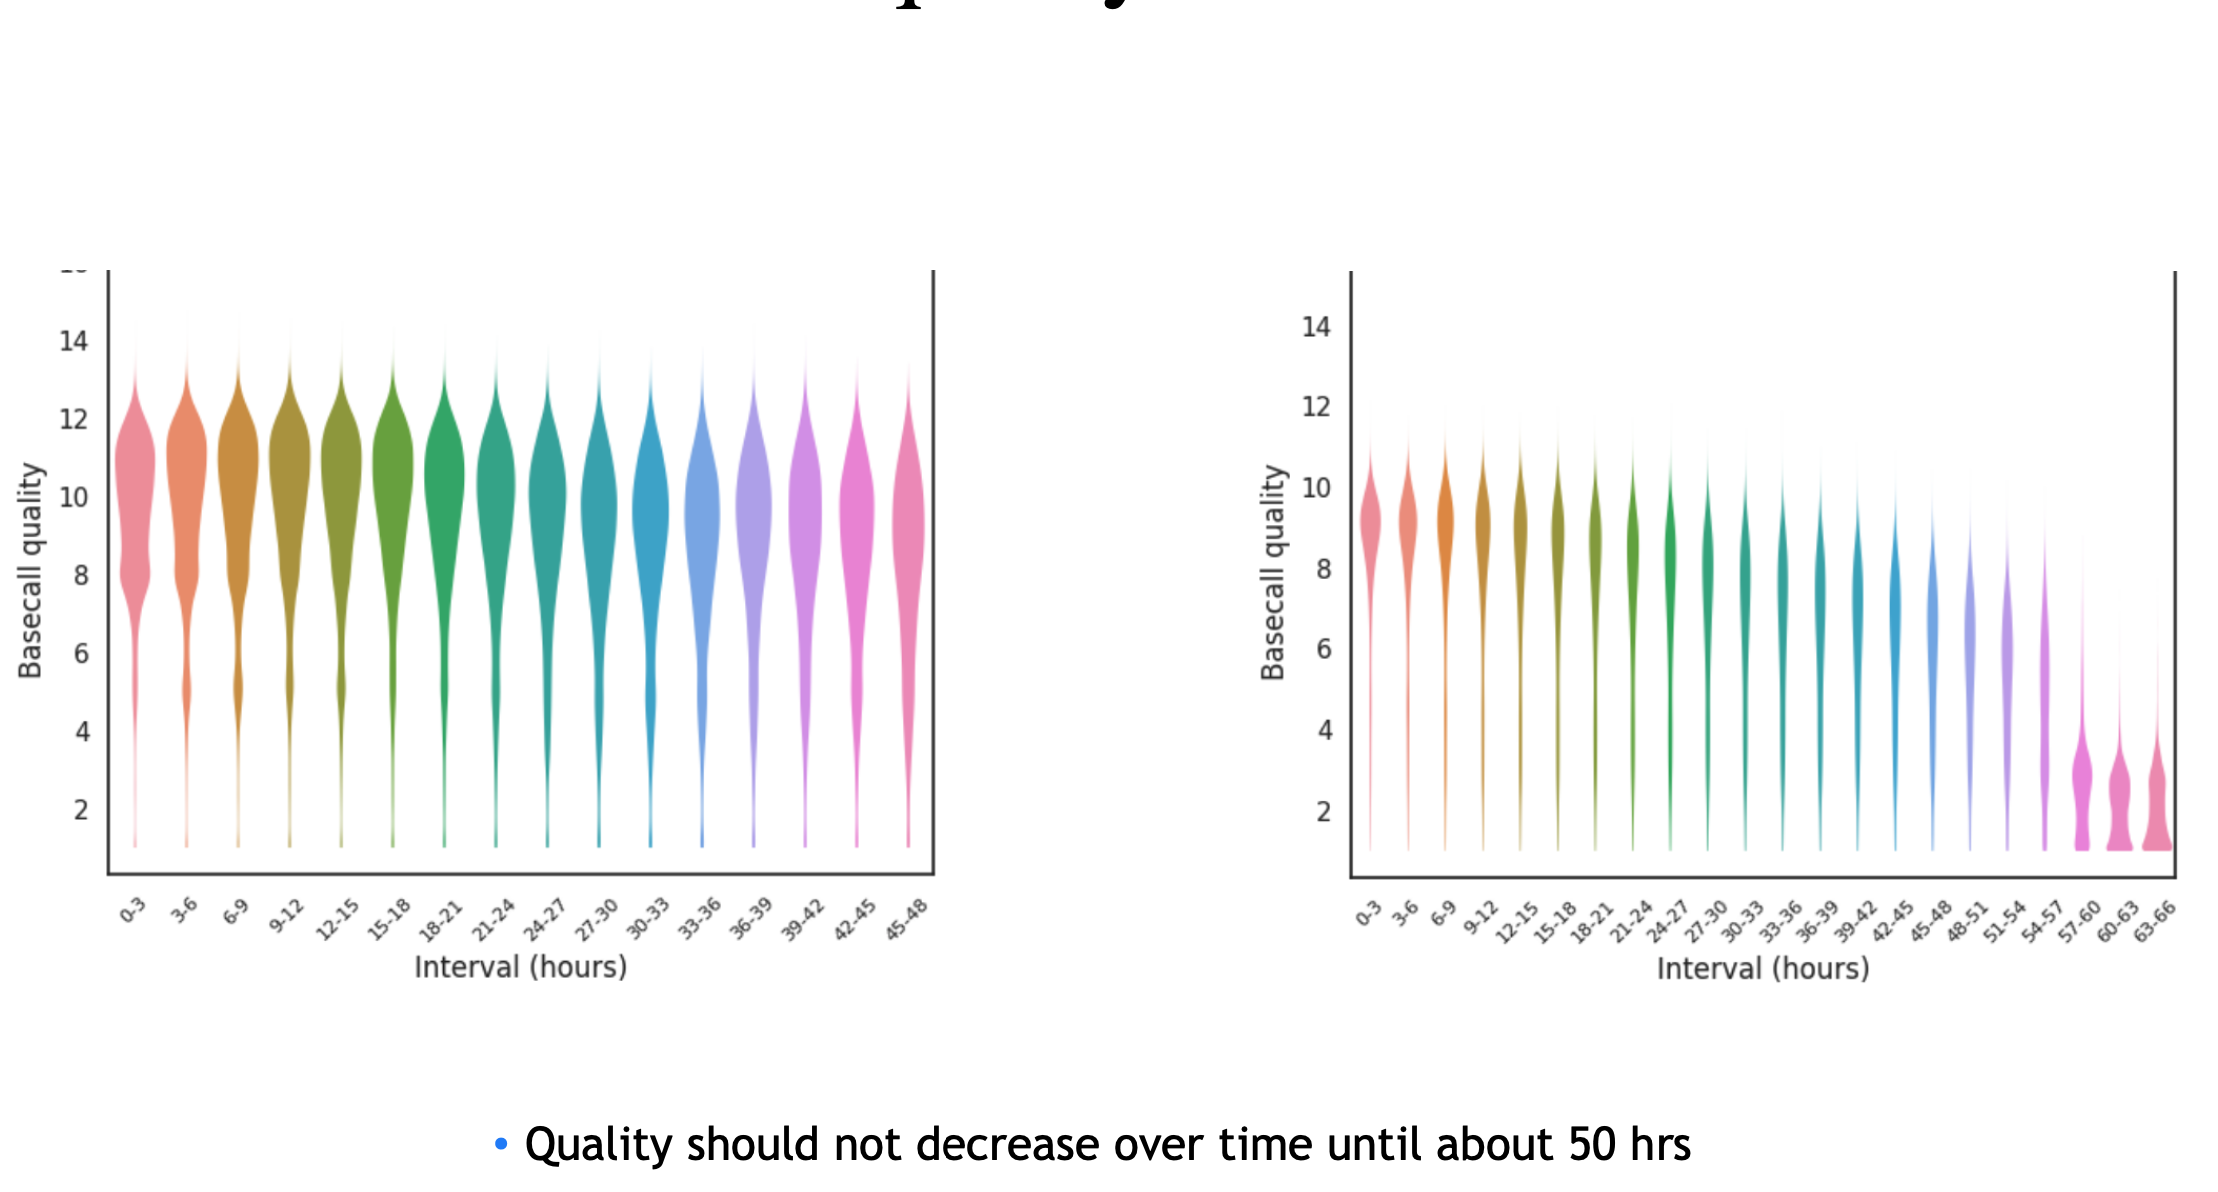 14
12
10
8
6
4
2
Basecall quality
0-3 3-6 6-9 9-12 12-15 15-18 18-21 21-24 24-27 27-30 30-33 33-36 36-39 39-42 42-45 45-48
Interval (hours)
14
12
10
8
6
4
2
Basecall quality
0-3 3-6 6-9 9-12 12-15 15-18 18-21 21-24 24-27 27-30 30-33 33-36 36-39 39-42 42-45 45-48 48-51 51-54 54-57 57-60 60-63 63-66
Interval (hours)
• Quality should not decrease over time until about 50 hrs